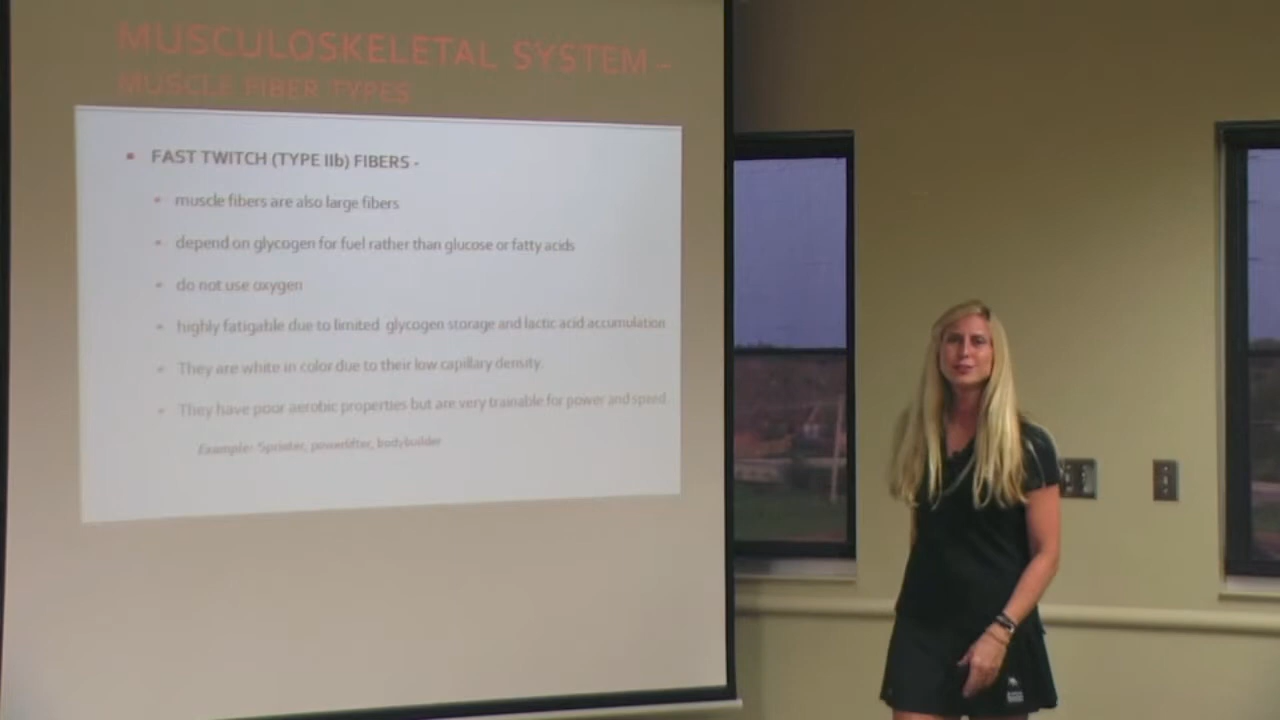 MUSCULOSKELETAL SYSTEM –
MUSCLE FIBER TYPES
FAST TWITCH (TYPE IIb) FIBERS -
muscle fibers are also large fibers
depend on glycogen for fuel rather than glucose or fatty acids
do not use oxygen
highly fatigable due to limited glycogen storage and lactic acid accumulation
They are white in color due to their low capillary density.
They have poor aerobic properties but are very trainable for power and speed
Example: Sprinter, powerlifter, bodybuilder